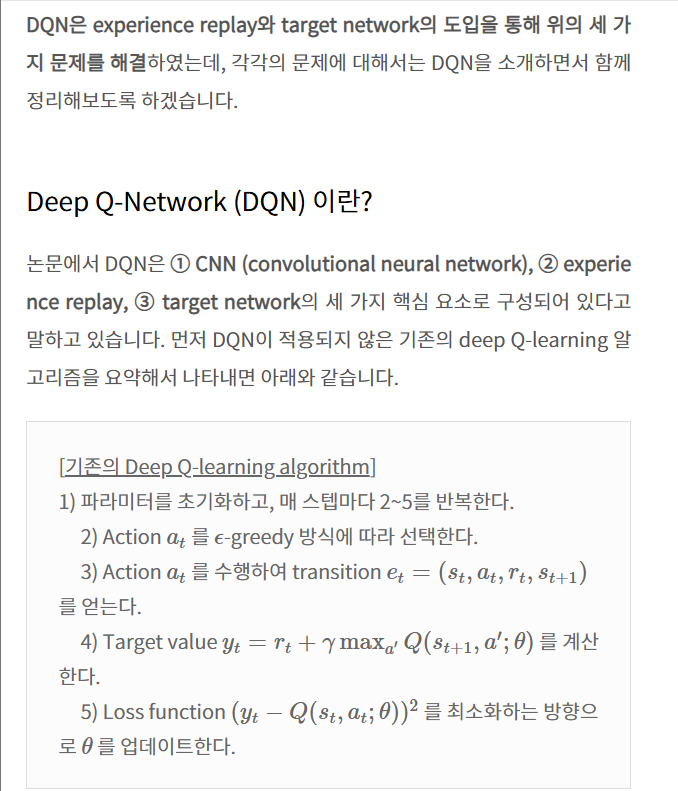 DQN은 experience replay와 target network의 도입을 통해 위의 세 가
지 문제를 해결하였는데, 각각의 문제에 대해서는 DQN을 소개하면서 함께
정리해보도록 하겠습니다.
Deep Q-Network (DQN) 이란?
논문에서 DQN은 ① CNN (convolutional neural network), ② experie
nce replay, ③ target network의 세 가지 핵심 요소로 구성되어 있다고
말하고 있습니다. 먼저 DQN이 적용되지 않은 기존의 deep Q-learning 알
고리즘을 요약해서 나타내면 아래와 같습니다.
[기존의 Deep Q-learning algorithm]
1) 파라미터를 초기화하고, 매 스텝마다 2~5를 반복한다.
2) Action $a_t$ 를 $\epsilon$-greedy 방식에 따라 선택한다.
3) Action $a_t$ 를 수행하여 transition $e_t = (s_t, a_t, r_t, s_{t+1})$
를 얻는다.
4) Target value $y_t = r_t + \gamma \max_{a'} Q(s_{t+1}, a'; \theta)$ 를 계산
한다.
5) Loss function $(y_t - Q(s_t, a_t; \theta))^2$ 를 최소화하는 방향으
로 $\theta$ 를 업데이트한다.